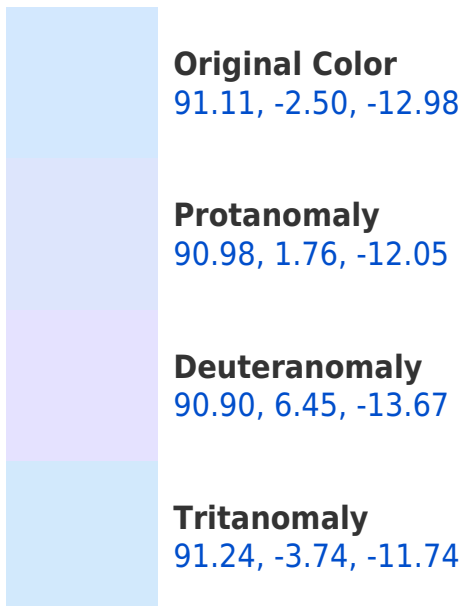 Original Color
91.11, -2.50, -12.98
Protanomaly
90.98, 1.76, -12.05
Deuteranomaly
90.90, 6.45, -13.67
Tritanomaly
91.24, -3.74, -11.74